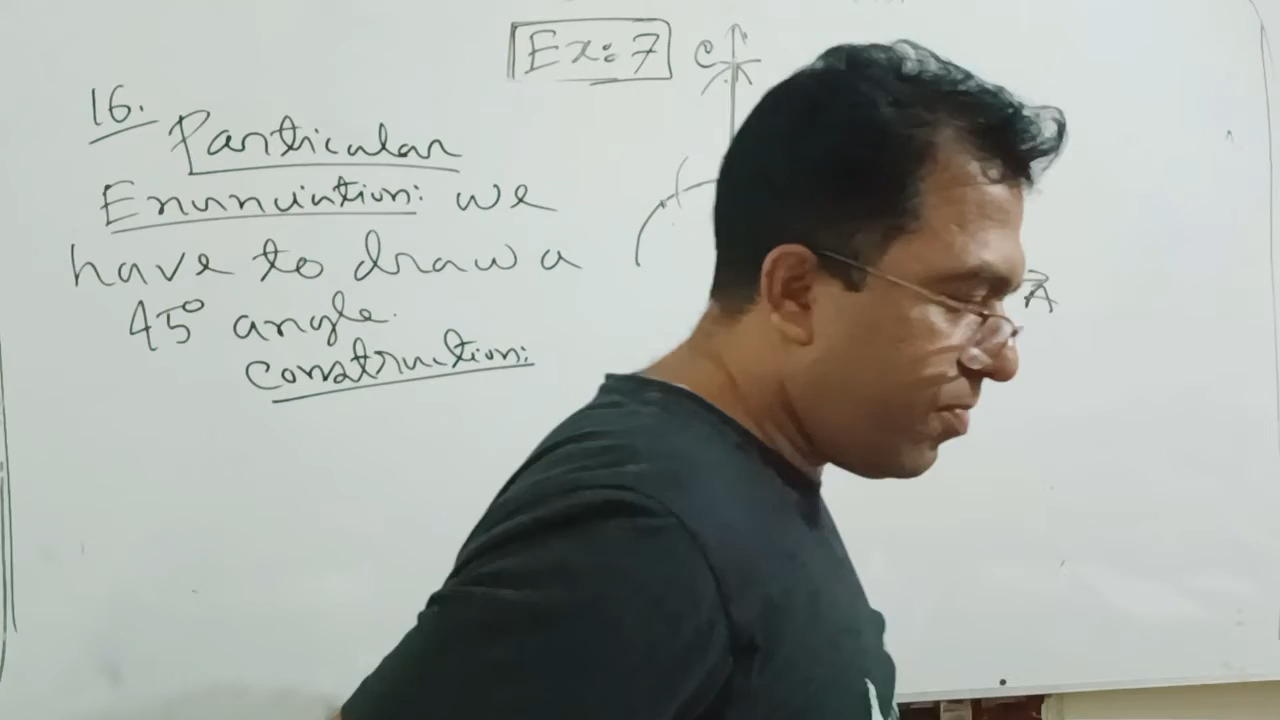 Ex: 7
C
16. Particular
Enunciation: we
have to draw a
45° angle.
Construction:
A